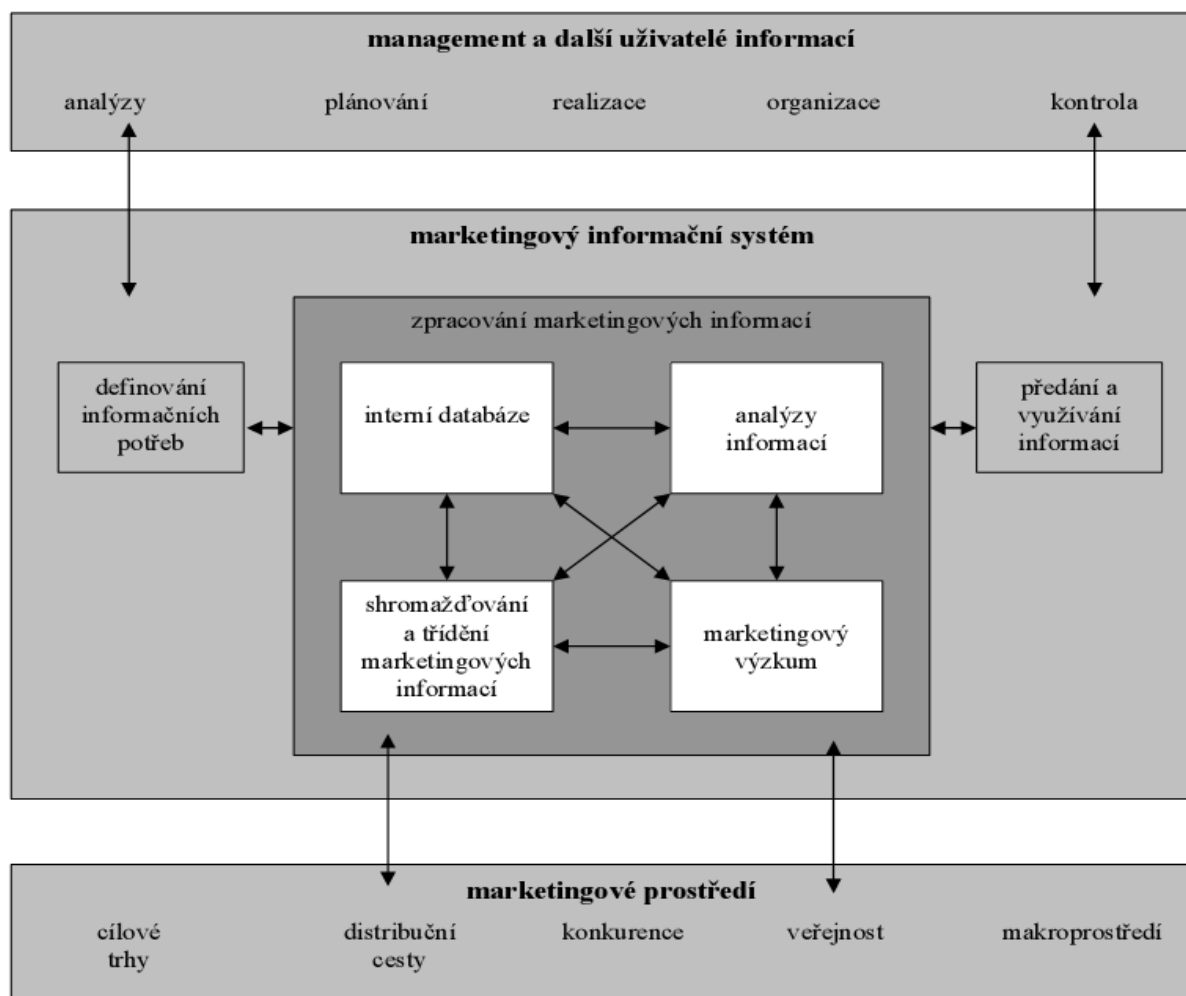 management a další uživatelé informací
analýzy plánování realizace organizace kontrola
marketingový informační systém
zpracování marketingových informací
definování
informačních
potřeb
interní databáze
analýzy
informací
předání a
využívání
informací
shromažďování
a třídění
marketingových
informací
marketingový
výzkum
marketingové prostředí
cílové
trhy
distribuční
cesty
konkurence
veřejnost
makroprostředí